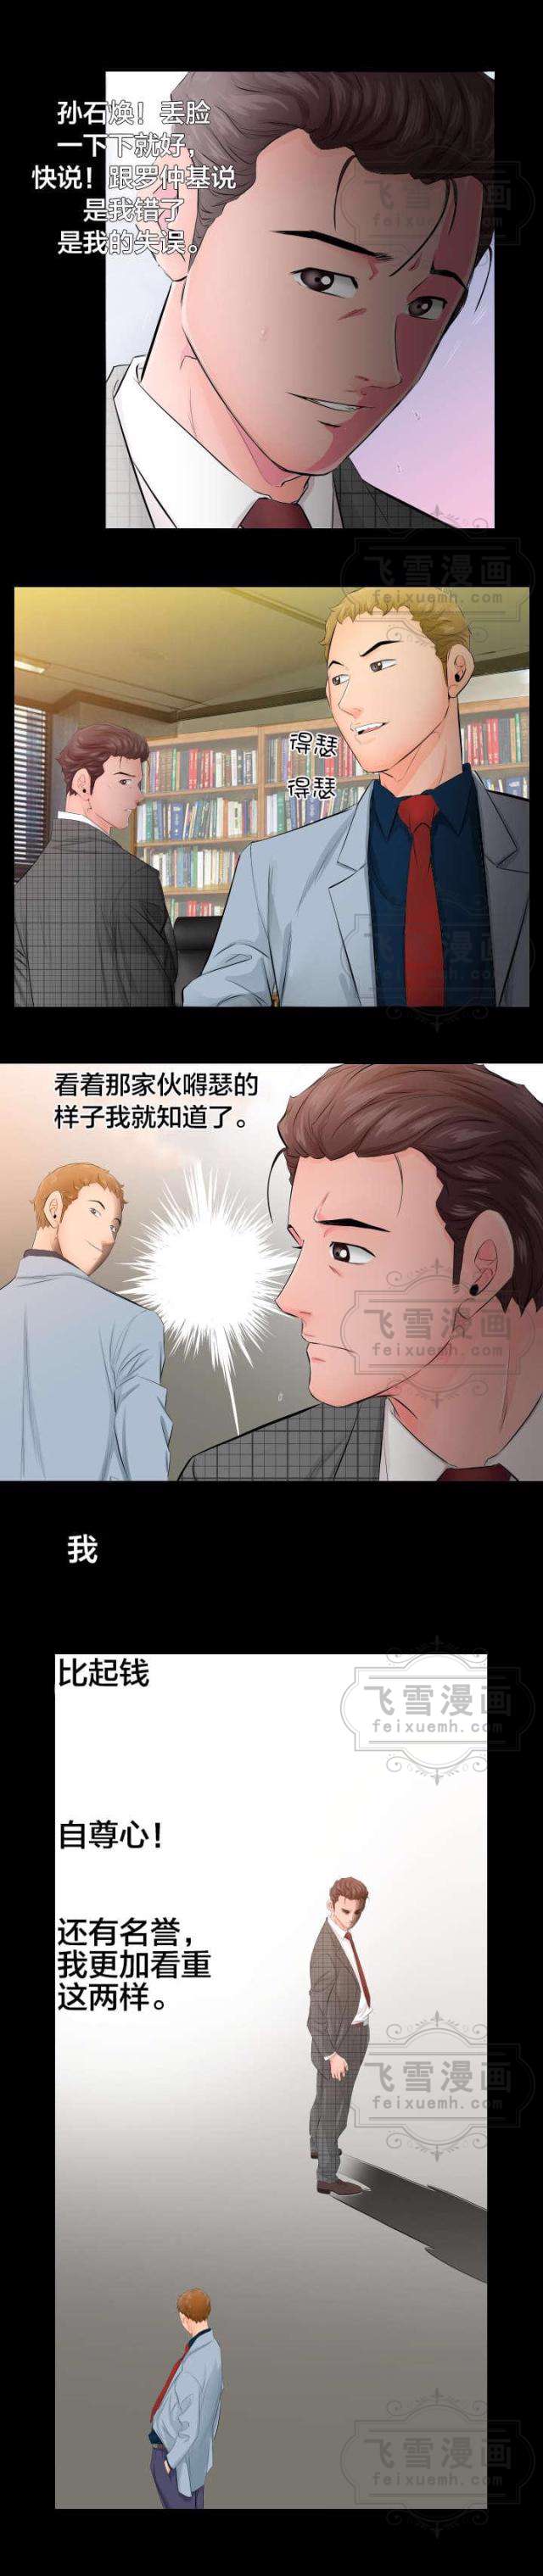 孙石焕！丢脸
一下下就好，
快说！跟罗仲基说
是我错了
是我的失误。
飞雪漫画
feixuemh.com
飞雪漫画
feixuemh.com
得瑟
得瑟
飞雪漫画
feixuemh.com
看着那家伙嘚瑟的
样子我就知道了。
飞雪漫画
feixuemh.com
我
比起钱
飞雪漫画
feixuemh.com
自尊心！
还有名誉，
我更加看重
这两样。
飞雪漫画
feixuemh.com
飞雪漫画
feixuemh.com